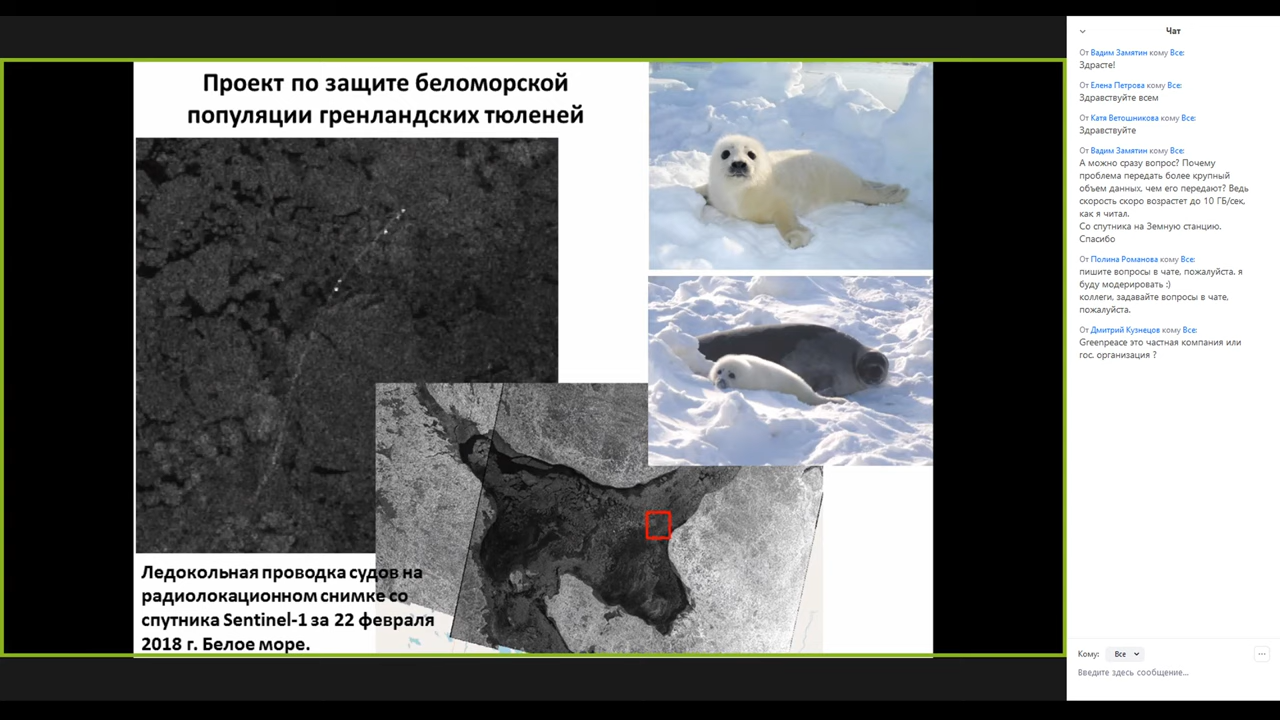 Проект по защите беломорской
популяции гренландских тюленей
Ледокольная проводка судов на
радиолокационном снимке со
спутника Sentinel-1 за 22 февраля
2018 г. Белое море.
Чат
От Вадим Замятин кому Все:
Здрасте!
От Елена Петрова кому Все:
Здравствуйте всем
От Катя Ветошникова кому Все:
Здравствуйте
От Вадим Замятин кому Все:
А можно сразу вопрос? Почему
проблема передать более крупный
объем данных, чем его передают? Ведь
скорость скоро возрастет до 10 ГБ/сек,
как я читал.
Со спутника на Земную станцию.
Спасибо
От Полина Романова кому Все:
пишите вопросы в чате, пожалуйста. я
буду модерировать :)
коллеги, задавайте вопросы в чате,
пожалуйста.
От Дмитрий Кузнецов кому Все:
Greenpeace это частная компания или
гос. организация ?
Кому: Все
Введите здесь сообщение...